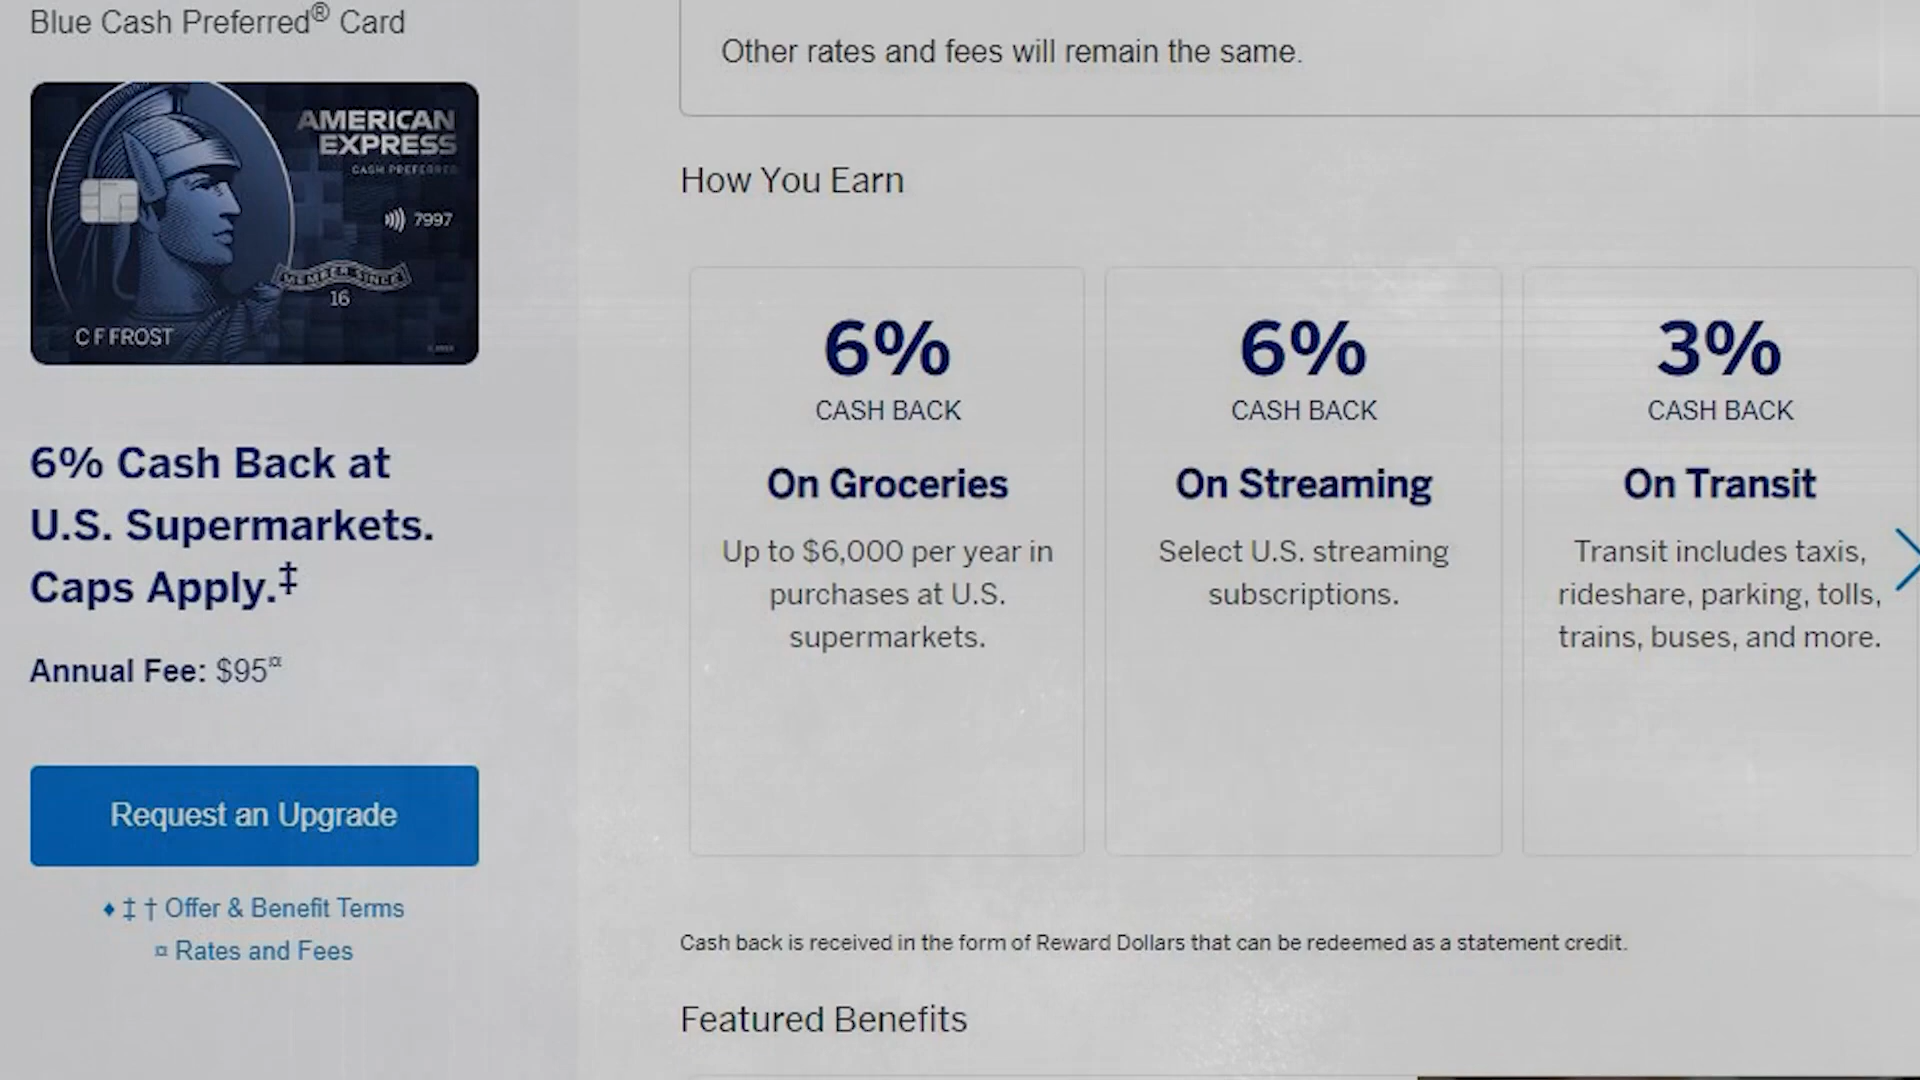 Blue Cash Preferred® Card
AMERICAN
EXPRESS
CASH PREFERRED
7997
MEMBER SINCE
16
C F FROST
6% Cash Back at
U.S. Supermarkets.
Caps Apply.‡
Annual Fee: $95¤
Request an Upgrade
♦ ‡ † Offer & Benefit Terms
¤ Rates and Fees
Other rates and fees will remain the same.
How You Earn
6%
CASH BACK
On Groceries
Up to $6,000 per year in
purchases at U.S.
supermarkets.
6%
CASH BACK
On Streaming
Select U.S. streaming
subscriptions.
3%
CASH BACK
On Transit
Transit includes taxis,
rideshare, parking, tolls,
trains, buses, and more.
Cash back is received in the form of Reward Dollars that can be redeemed as a statement credit.
Featured Benefits